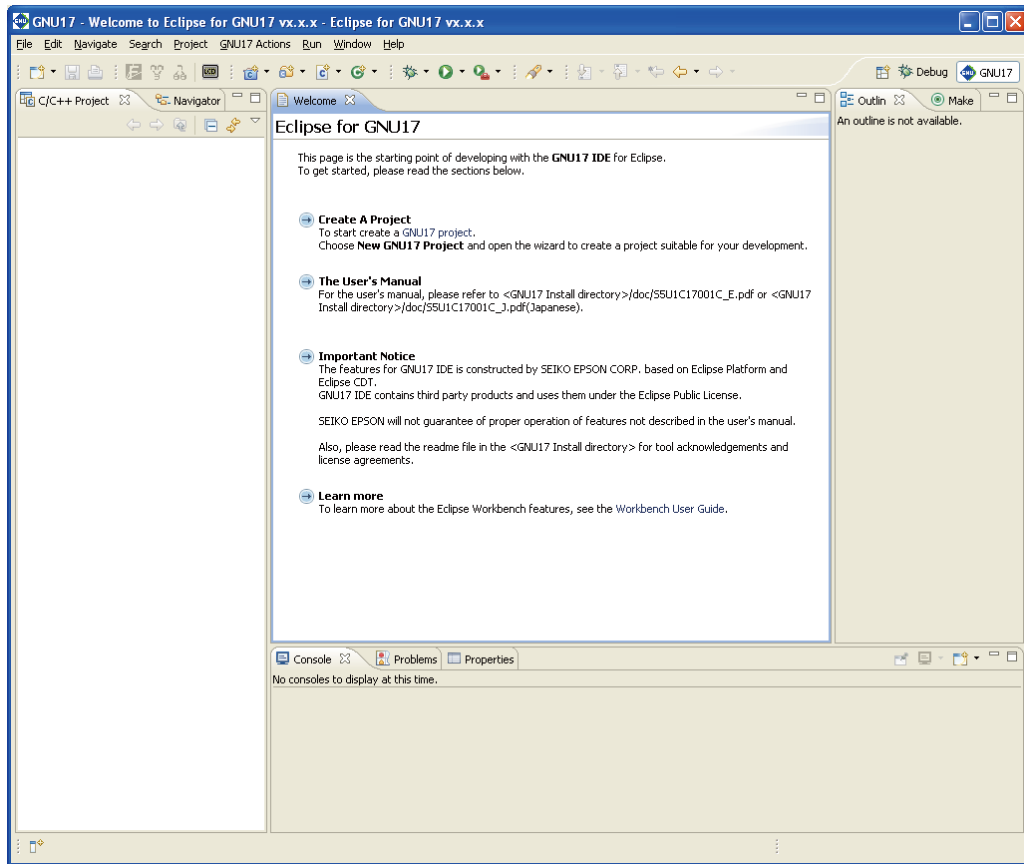 GNU17 - Welcome to Eclipse for GNU17 vx.x.x - Eclipse for GNU17 vx.x.x
File Edit Navigate Search Project GNU17 Actions Run Window Help
Debug GNU17
C/C++ Project Navigator
Welcome
Outlin Make
An outline is not available.
Eclipse for GNU17
This page is the starting point of developing with the GNU17 IDE for Eclipse.
To get started, please read the sections below.
Create A Project
To start create a GNU17 project.
Choose New GNU17 Project and open the wizard to create a project suitable for your development.
The User's Manual
For the user's manual, please refer to <GNU17 Install directory>/doc/S5U1C17001C_E.pdf or <GNU17
Install directory>/doc/S5U1C17001C_J.pdf(Japanese).
Important Notice
The features for GNU17 IDE is constructed by SEIKO EPSON CORP. based on Eclipse Platform and
Eclipse CDT.
GNU17 IDE contains third party products and uses them under the Eclipse Public License.
SEIKO EPSON will not guarantee of proper operation of features not described in the user's manual.
Also, please read the readme file in the <GNU17 Install directory> for tool acknowledgements and
license agreements.
Learn more
To learn more about the Eclipse Workbench features, see the Workbench User Guide.
Console Problems Properties
No consoles to display at this time.